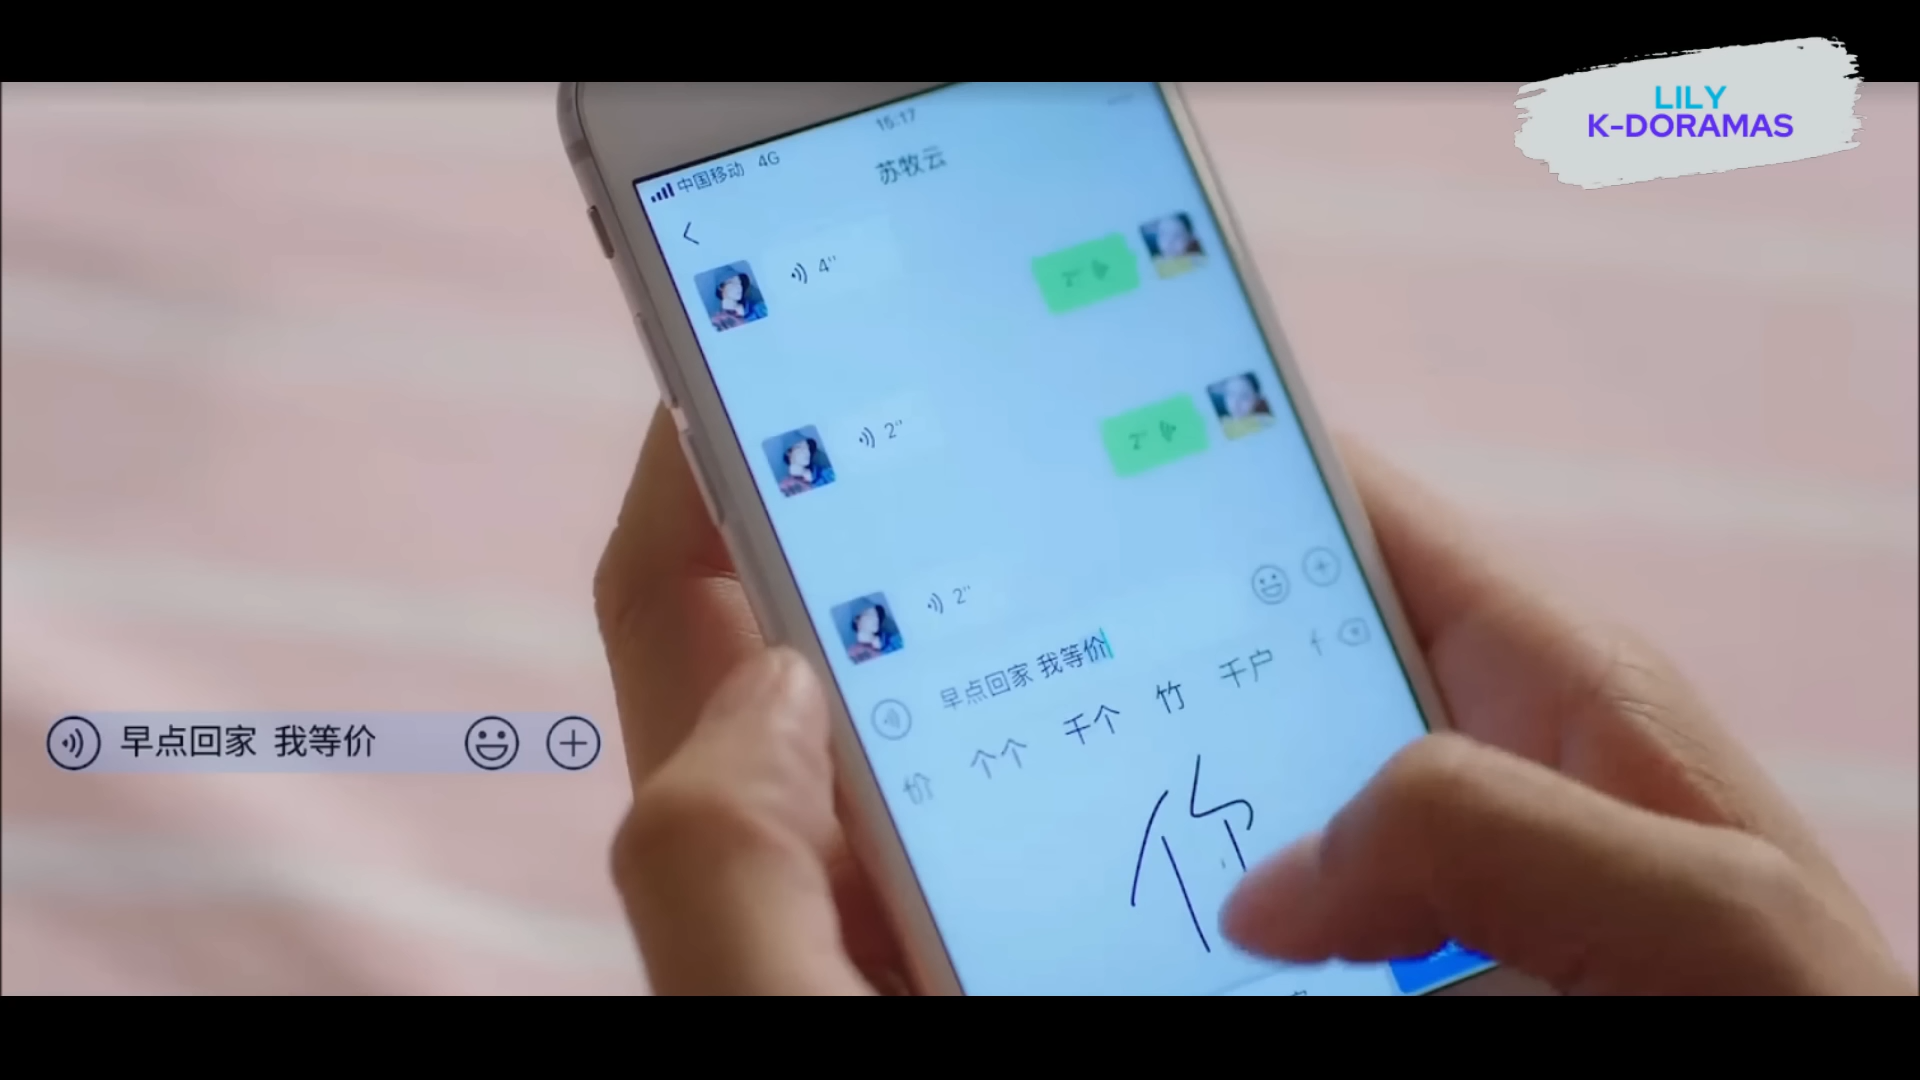 LILY
K-DORAMAS
中国移动 4G
15:17
苏牧云
4"
2"
2"
2"
2"
早点回家 我等价
价 个个 千个 竹 千户
早点回家 我等价